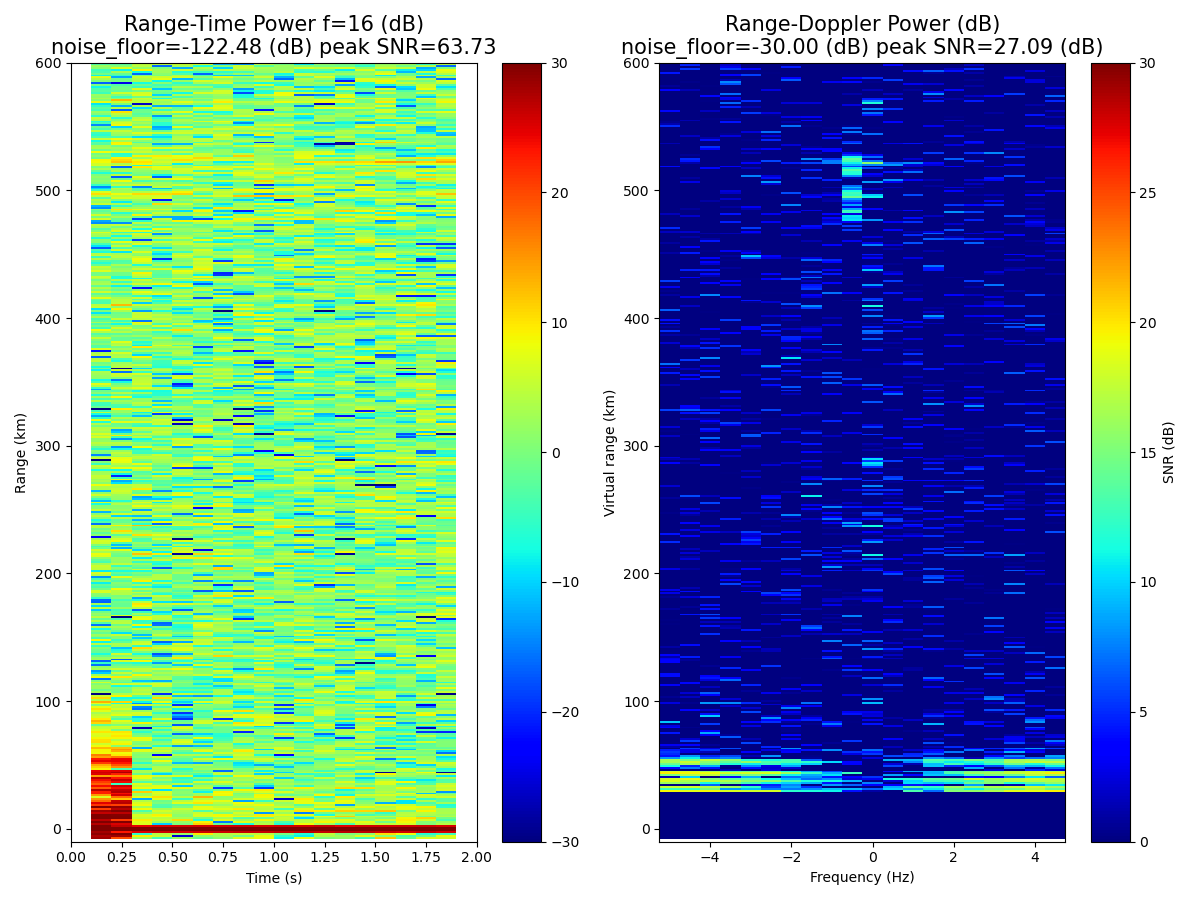 Range-Time Power f=16 (dB)
noise_floor=-122.48 (dB) peak SNR=63.73
Range-Doppler Power (dB)
noise_floor=-30.00 (dB) peak SNR=27.09 (dB)
Range (km)
600
500
400
300
200
100
0
0.00 0.25 0.50 0.75 1.00 1.25 1.50 1.75 2.00
Time (s)
30
20
10
0
−10
−20
−30
Virtual range (km)
600
500
400
300
200
100
0
−4 −2 0 2 4
Frequency (Hz)
30
25
20
15
10
5
0
SNR (dB)